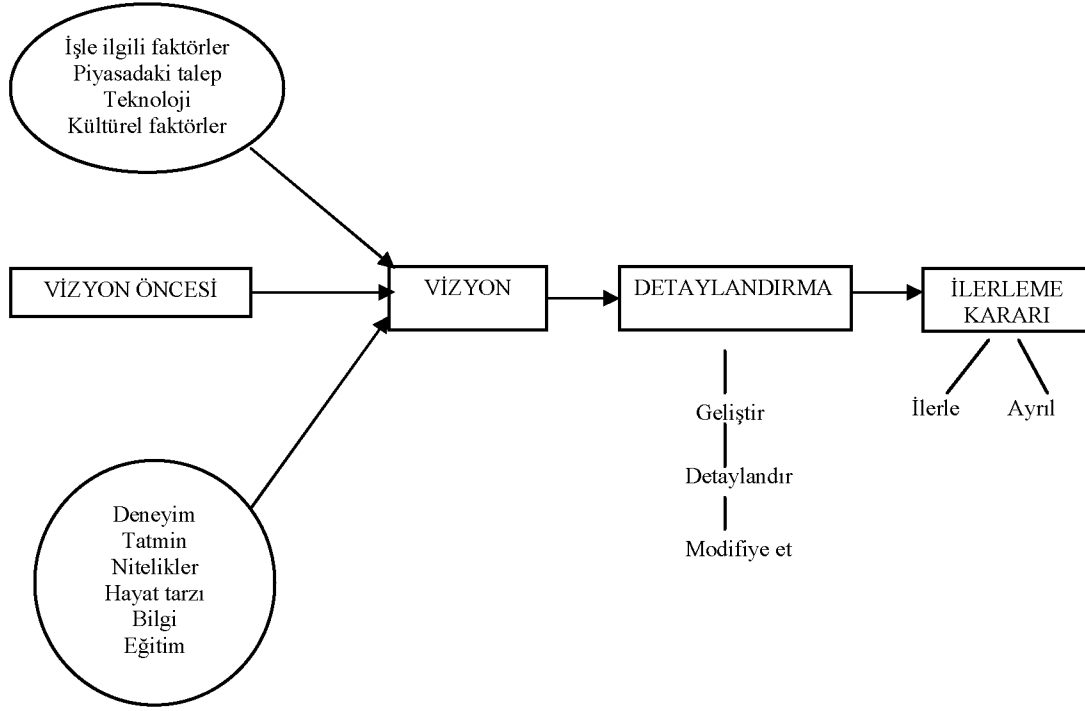 İşle ilgili faktörler
Piyasadaki talep
Teknoloji
Kültürel faktörler
VİZYON ÖNCESİ
VİZYON
DETAYLANDIRMA
İLERLEME
KARARI
Geliştir
Detaylandır
Modifiye et
İlerle
Ayrıl
Deneyim
Tatmin
Nitelikler
Hayat tarzı
Bilgi
Eğitim